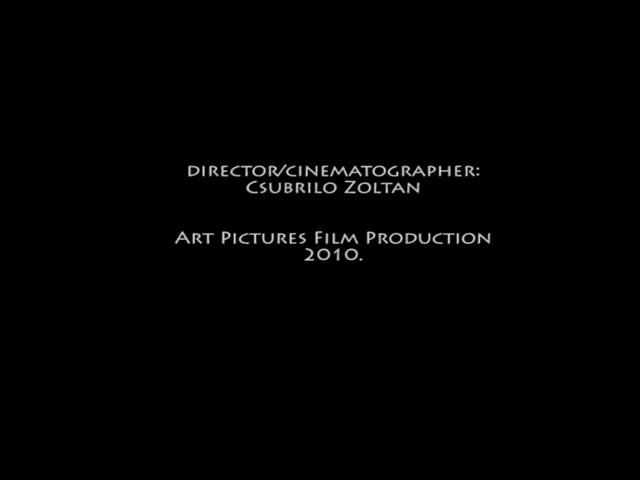 DIRECTOR/CINEMATOGRAPHER:
CSUBRILO ZOLTAN
ART PICTURES FILM PRODUCTION
2010.